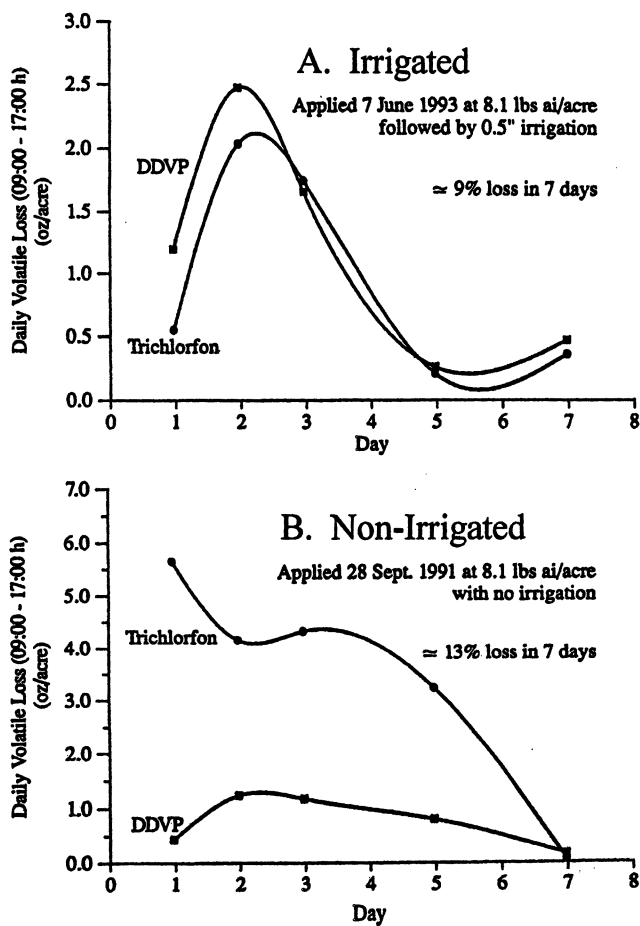 3.0
A. Irrigated
2.5
Applied 7 June 1993 at 8.1 lbs ai/acre
followed by 0.5" irrigation
DDVP
2.0
≃ 9% loss in 7 days
1.5
1.0
0.5
Trichlorfon
0.0
Daily Volatile Loss (09:00 - 17:00 h)
(oz/acre)
0 1 2 3 4 5 6 7 8
Day
7.0
B. Non-Irrigated
6.0
Applied 28 Sept. 1991 at 8.1 lbs ai/acre
with no irrigation
5.0
Trichlorfon
≃ 13% loss in 7 days
4.0
3.0
2.0
1.0
DDVP
0.0
Daily Volatile Loss (09:00 - 17:00 h)
(oz/acre)
0 1 2 3 4 5 6 7 8
Day